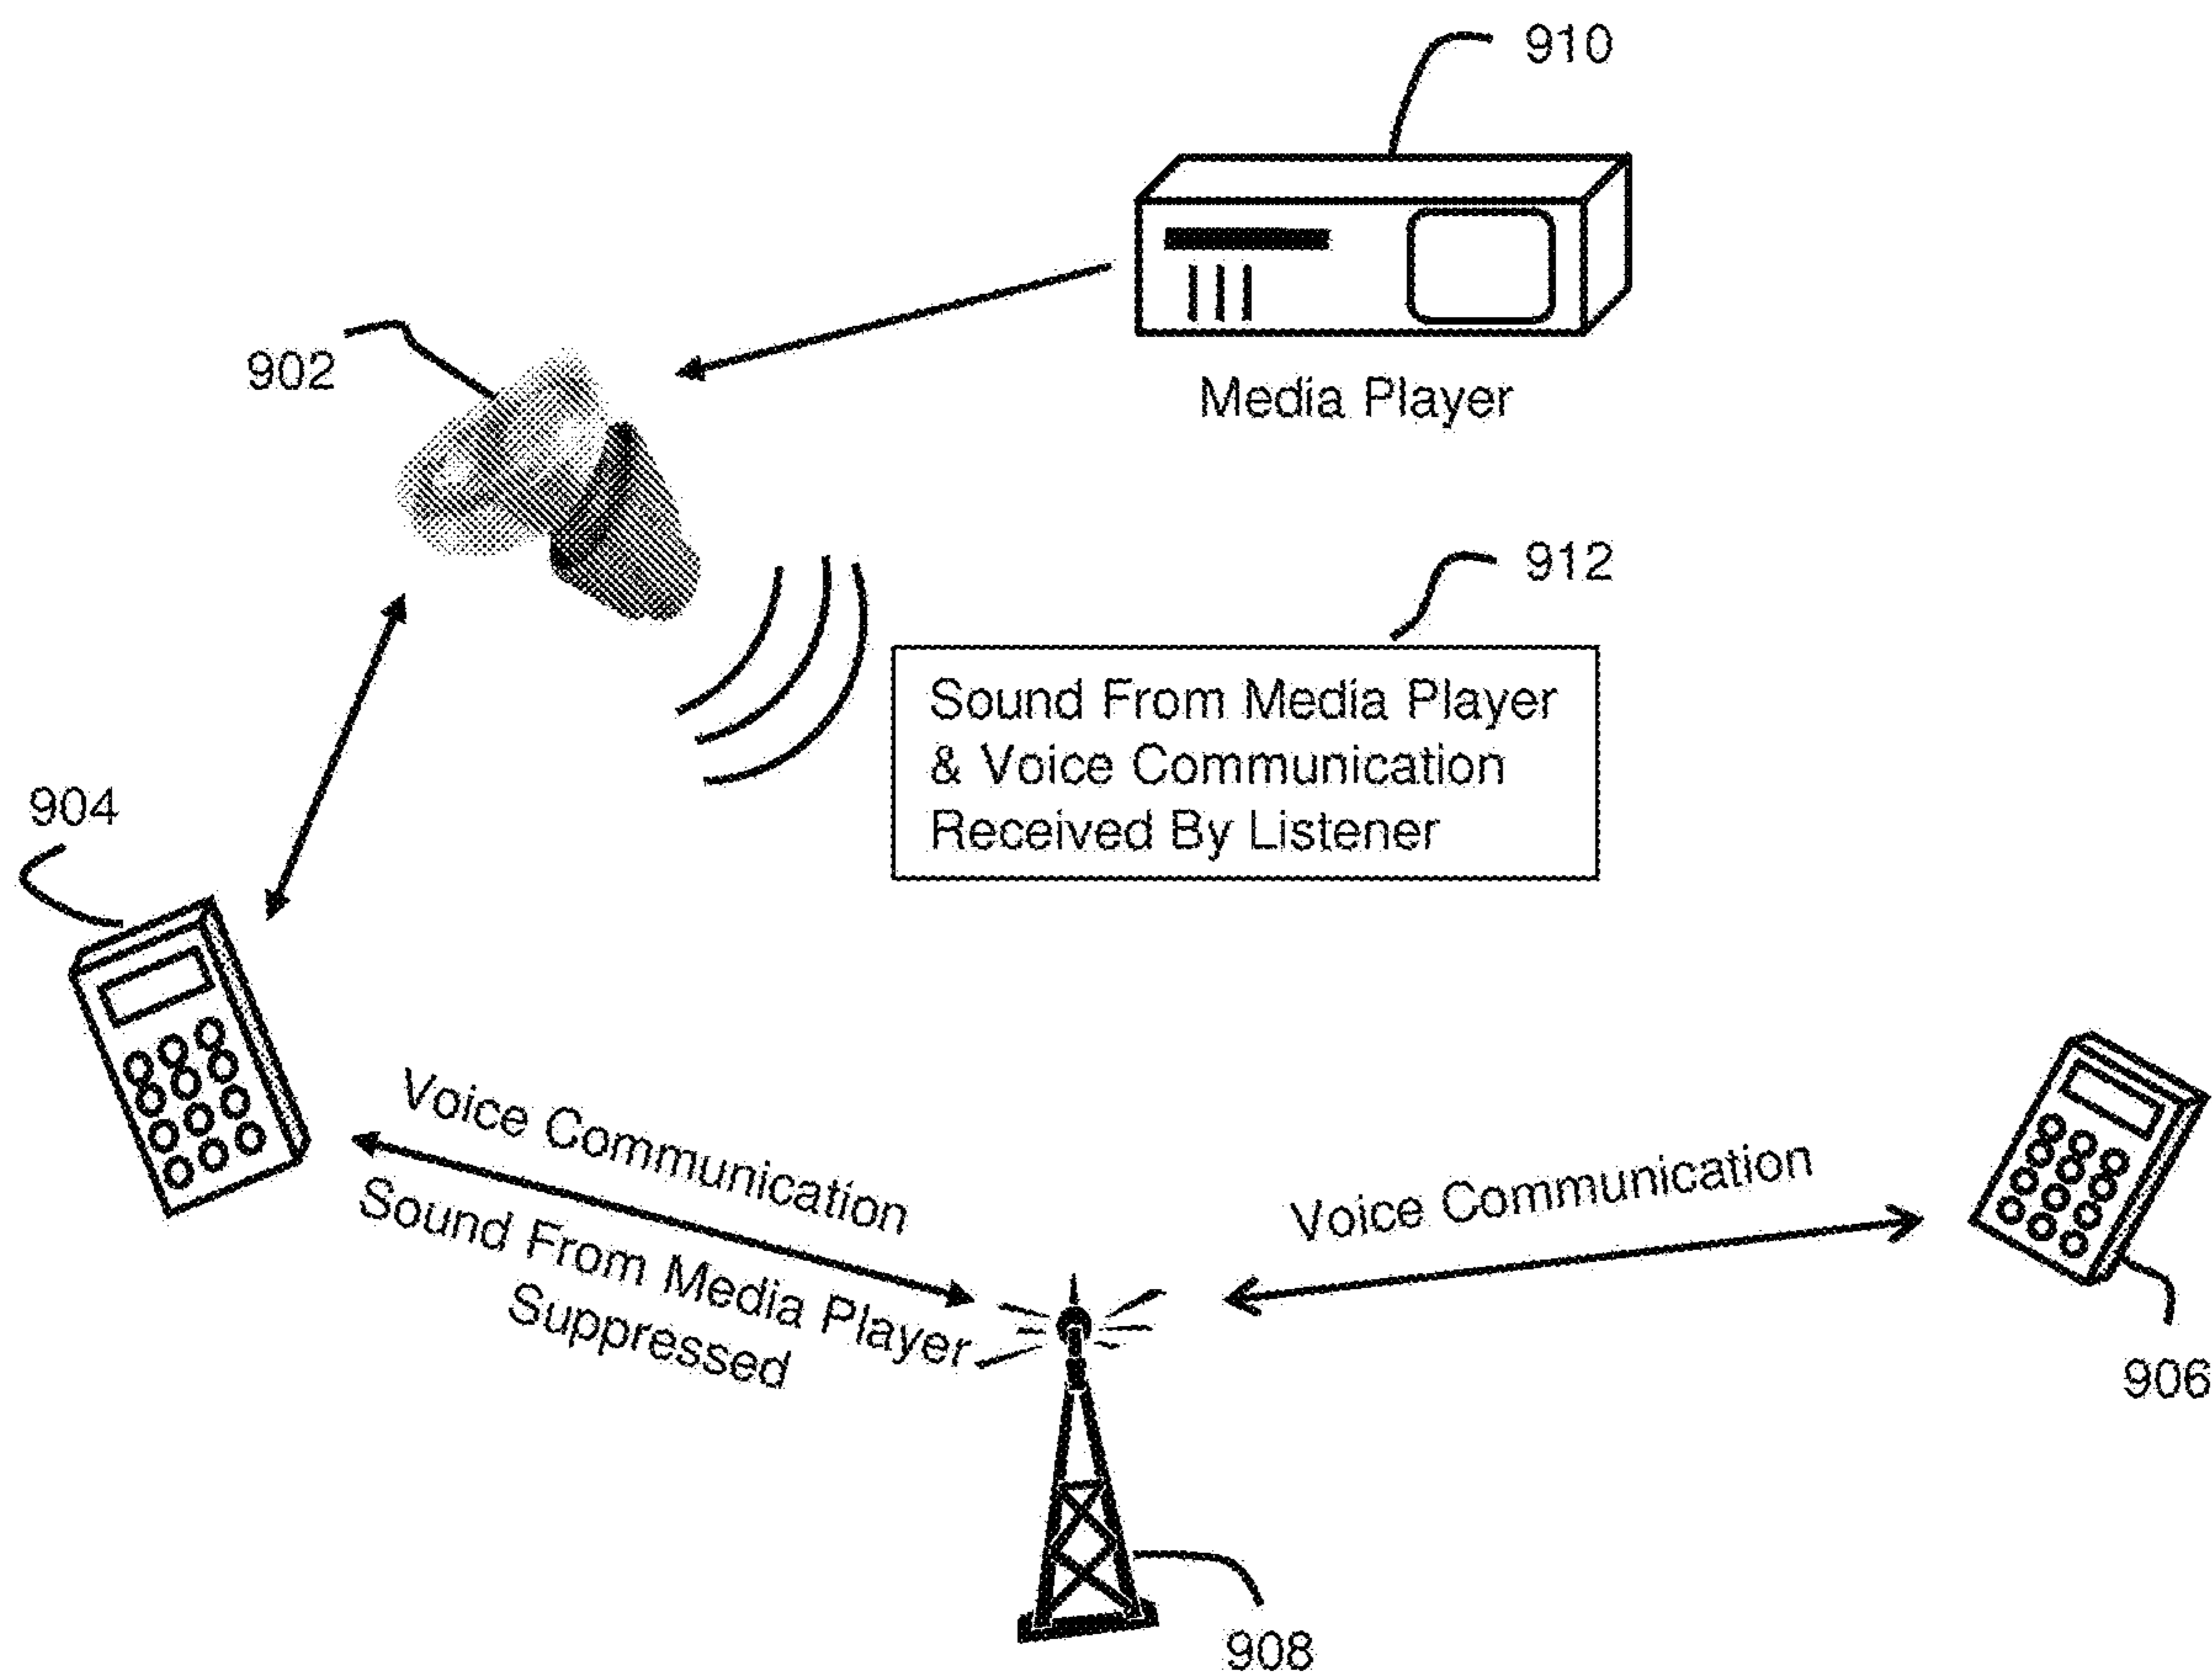 910
Media Player
902
912
Sound From Media Player
& Voice Communication
Received By Listener
904
Voice Communication
Sound From Media Player
Suppressed
Voice Communication
906
908